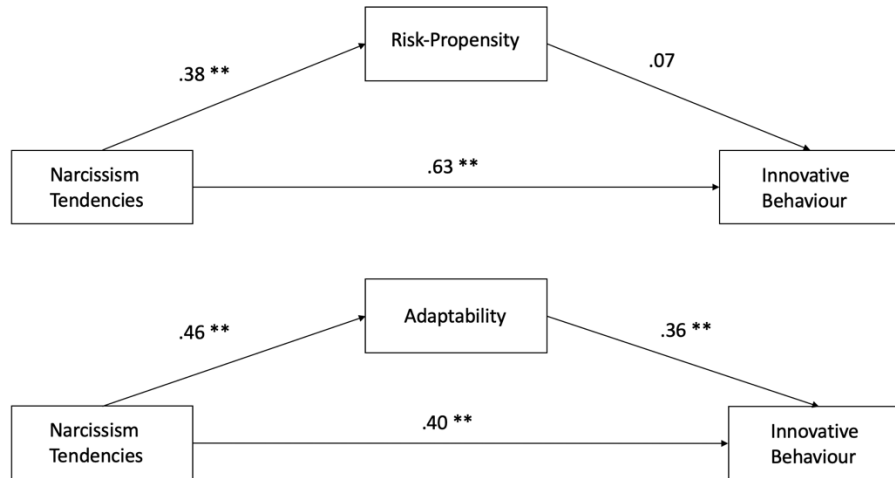 Risk-Propensity
.38 **
.07
Narcissism
Tendencies
.63 **
Innovative
Behaviour
Adaptability
.46 **
.36 **
Narcissism
Tendencies
.40 **
Innovative
Behaviour